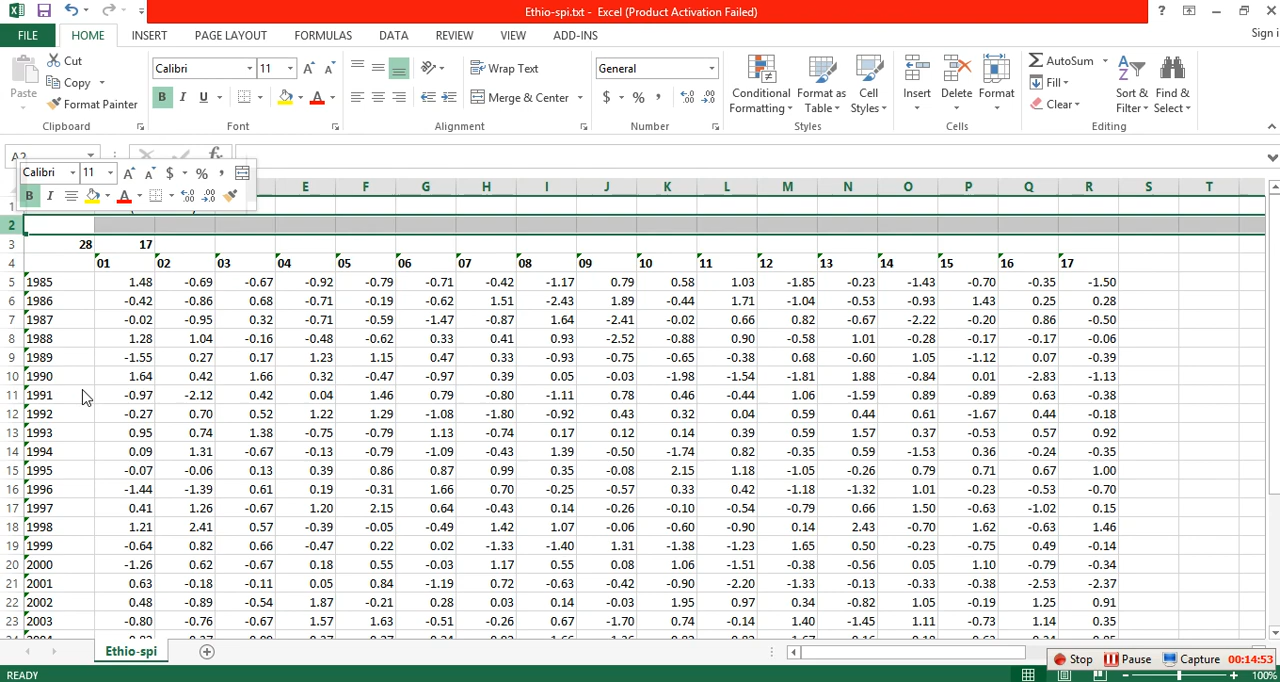 Ethio-spi.txt - Excel (Product Activation Failed)
FILE HOME INSERT PAGE LAYOUT FORMULAS DATA REVIEW VIEW ADD-INS Sign i
Paste Cut Copy Format Painter Clipboard
Calibri 11 B I U Font
Wrap Text Merge & Center Alignment
General $ % , Number
Conditional Formatting Format as Table Cell Styles Styles
Insert Delete Format Cells
AutoSum Fill Clear Sort & Filter Find & Select Editing
A2
Calibri 11 $ % ,
B I A
E F G H I J K L M N O P Q R S T
1
2
3 28 17
4 01 02 03 04 05 06 07 08 09 10 11 12 13 14 15 16 17
5 1985 1.48 -0.69 -0.67 -0.92 -0.79 -0.71 -0.42 -1.17 0.79 0.58 1.03 -1.85 -0.23 -1.43 -0.70 -0.35 -1.50
6 1986 -0.42 -0.86 0.68 -0.71 -0.19 -0.62 1.51 -2.43 1.89 -0.44 1.71 -1.04 -0.53 -0.93 1.43 0.25 0.28
7 1987 -0.02 -0.95 0.32 -0.71 -0.59 -1.47 -0.87 1.64 -2.41 -0.02 0.66 0.82 -0.67 -2.22 -0.20 0.86 -0.50
8 1988 1.28 1.04 -0.16 -0.48 -0.62 0.33 0.41 0.93 -2.52 -0.88 0.90 -0.58 1.01 -0.28 -0.17 -0.17 -0.06
9 1989 -1.55 0.27 0.17 1.23 1.15 0.47 0.33 -0.93 -0.75 -0.65 -0.38 0.68 -0.60 1.05 -1.12 0.07 -0.39
10 1990 1.64 0.42 1.66 0.32 -0.47 -0.97 0.39 0.05 -0.03 -1.98 -1.54 -1.81 1.88 -0.84 0.01 -2.83 -1.13
11 1991 -0.97 -2.12 0.42 0.04 1.46 0.79 -0.80 -1.11 0.78 0.46 -0.44 1.06 -1.59 0.89 -0.89 0.63 -0.38
12 1992 -0.27 0.70 0.52 1.22 1.29 -1.08 -1.80 -0.92 0.43 0.32 0.04 0.59 0.44 0.61 -1.67 0.44 -0.18
13 1993 0.95 0.74 1.38 -0.75 -0.79 1.13 -0.74 0.17 0.12 0.14 0.39 0.59 1.57 0.37 -0.53 0.57 0.92
14 1994 0.09 1.31 -0.67 -0.13 -0.79 -1.09 -0.43 1.39 -0.50 -1.74 0.82 -0.35 0.59 -1.53 0.36 -0.24 -0.35
15 1995 -0.07 -0.06 0.13 0.39 0.86 0.87 0.99 0.35 -0.08 2.15 1.18 -1.05 -0.26 0.79 0.71 0.67 1.00
16 1996 -1.44 -1.39 0.61 0.19 -0.31 1.66 0.70 -0.25 -0.57 0.33 0.42 -1.18 -1.32 1.01 -0.23 -0.53 -0.70
17 1997 0.41 1.26 -0.67 1.20 2.15 0.64 -0.43 0.14 -0.26 -0.10 -0.54 -0.79 0.66 1.50 -0.63 -1.02 0.15
18 1998 1.21 2.41 0.57 -0.39 -0.05 -0.49 1.42 1.07 -0.06 -0.60 -0.90 0.14 2.43 -0.70 1.62 -0.63 1.46
19 1999 -0.64 0.82 0.66 -0.47 0.22 0.02 -1.33 -1.40 1.31 -1.38 -1.23 1.65 0.50 -0.23 -0.75 0.49 -0.14
20 2000 -1.26 0.62 -0.67 0.18 0.55 -0.03 1.17 0.55 0.08 1.06 -1.51 -0.38 -0.56 0.05 1.10 -0.79 -0.34
21 2001 0.63 -0.18 -0.11 0.05 0.84 -1.19 0.72 -0.63 -0.42 -0.90 -2.20 -1.33 -0.13 -0.33 -0.38 -2.53 -2.37
22 2002 0.48 -0.89 -0.54 1.87 -0.21 0.28 0.03 0.14 -0.03 1.95 0.97 0.34 -0.82 1.05 -0.19 1.25 0.91
23 2003 -0.80 -0.76 -0.67 1.57 1.63 -0.51 -0.26 0.67 -1.70 0.74 -0.14 1.40 -1.45 1.11 -0.73 1.14 0.35
Ethio-spi
Stop Pause Capture 00:14:53
READY 100%